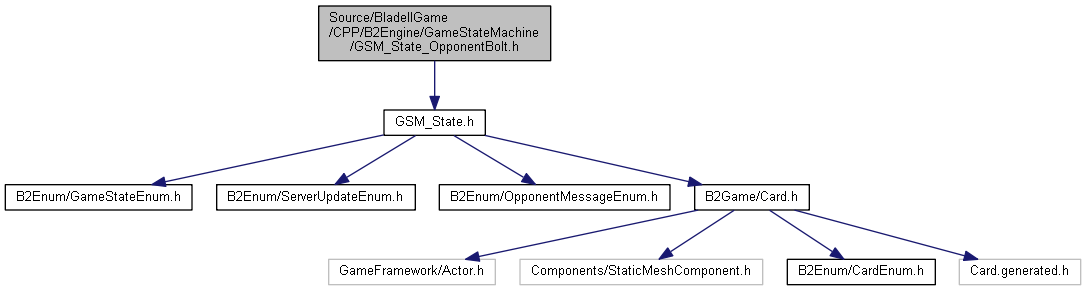 Source/BladeIIGame
/CPP/B2Engine/GameStateMachine
/GSM_State_OpponentBolt.h
GSM_State.h
B2Enum/GameStateEnum.h
B2Enum/ServerUpdateEnum.h
B2Enum/OpponentMessageEnum.h
B2Game/Card.h
GameFramework/Actor.h
Components/StaticMeshComponent.h
B2Enum/CardEnum.h
Card.generated.h